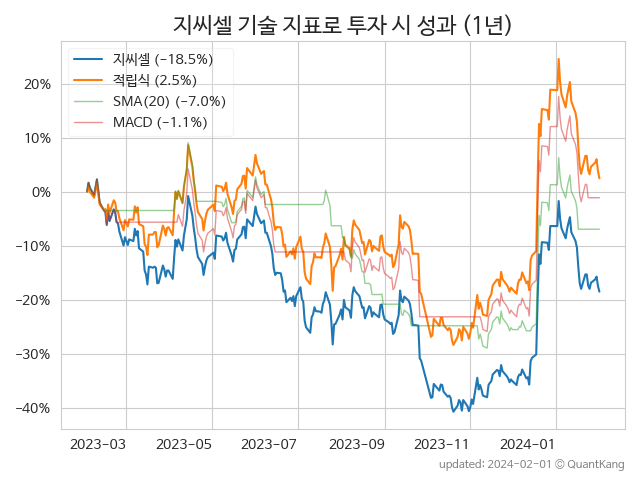 지씨셀 기술 지표로 투자 시 성과 (1년)
지씨셀 (-18.5%)
적립식 (2.5%)
SMA(20) (-7.0%)
MACD (-1.1%)
20%
10%
0%
-10%
-20%
-30%
-40%
2023-03 2023-05 2023-07 2023-09 2023-11 2024-01
updated: 2024-02-01 © QuantKang